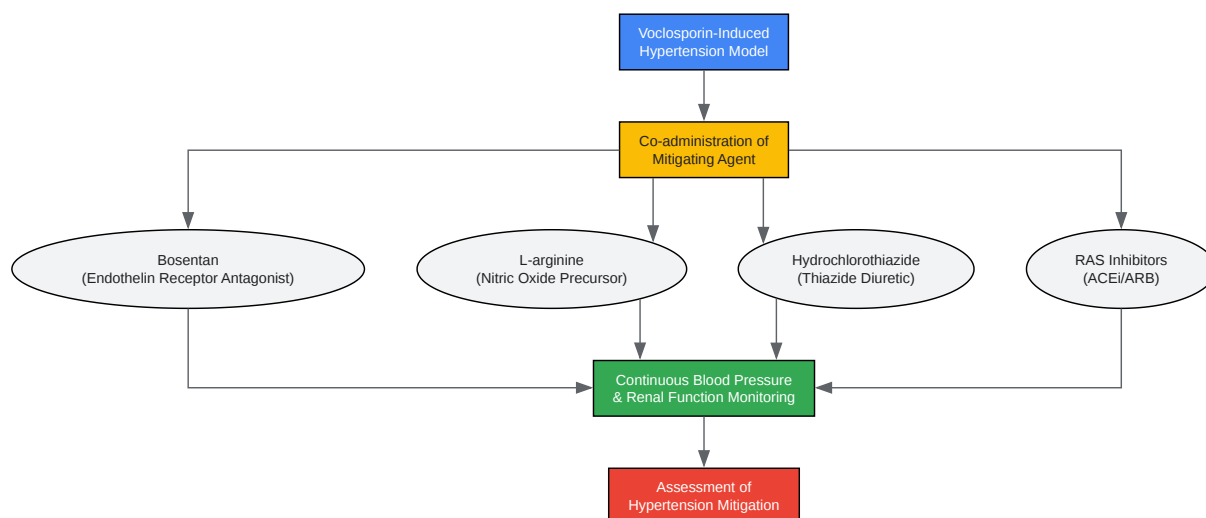 Voclosporin-Induced
Hypertension Model
Co-administration of
Mitigating Agent
Bosentan
(Endothelin Receptor Antagonist)
L-arginine
(Nitric Oxide Precursor)
Hydrochlorothiazide
(Thiazide Diuretic)
RAS Inhibitors
(ACEi/ARB)
Continuous Blood Pressure
& Renal Function Monitoring
Assessment of
Hypertension Mitigation